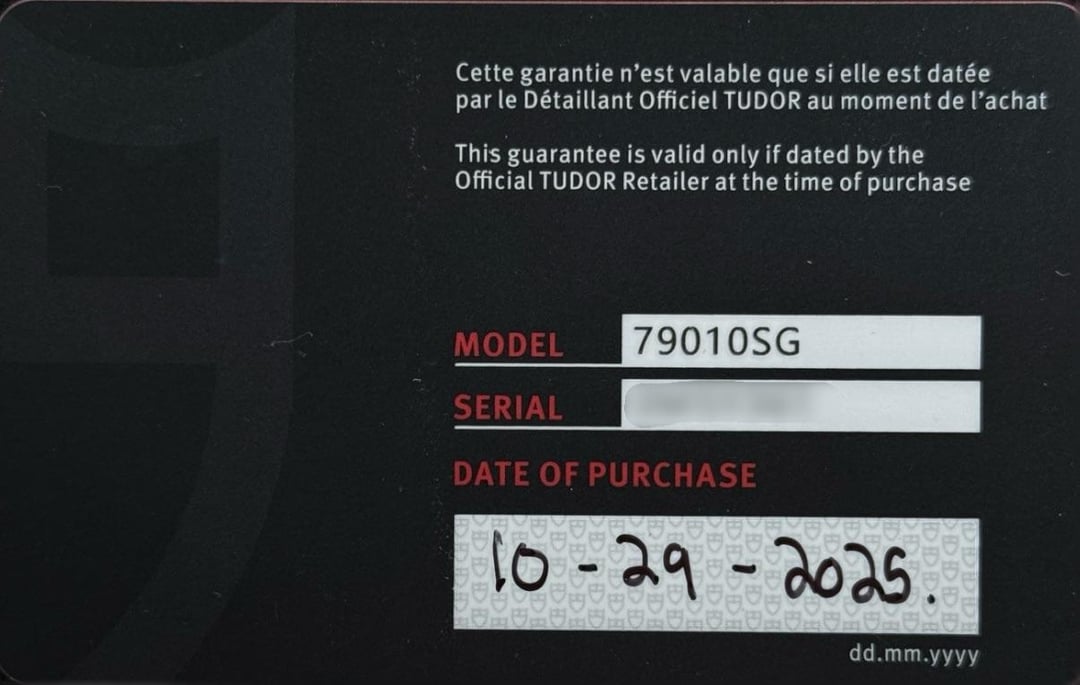 Cette garantie n'est valable que si elle est datée
par le Détaillant Officiel TUDOR au moment de l'achat
This guarantee is valid only if dated by the
Official TUDOR Retailer at the time of purchase
MODEL 79010SG
SERIAL
DATE OF PURCHASE
10 - 29 - 2025.
dd.mm.yyyy